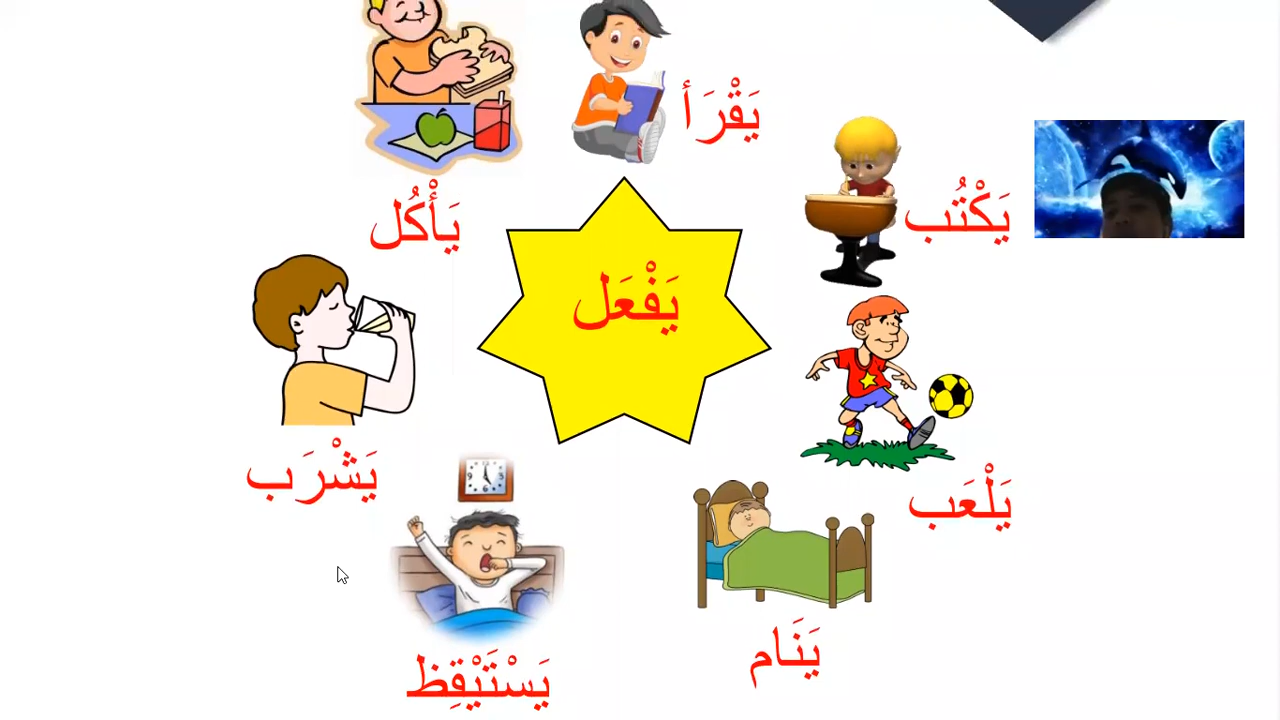 يَقْرَأ
يَكْتُب
يَأْكُل
يَفْعَل
يَشْرَب
يَلْعَب
يَنَام
يَسْتَيْقِظ